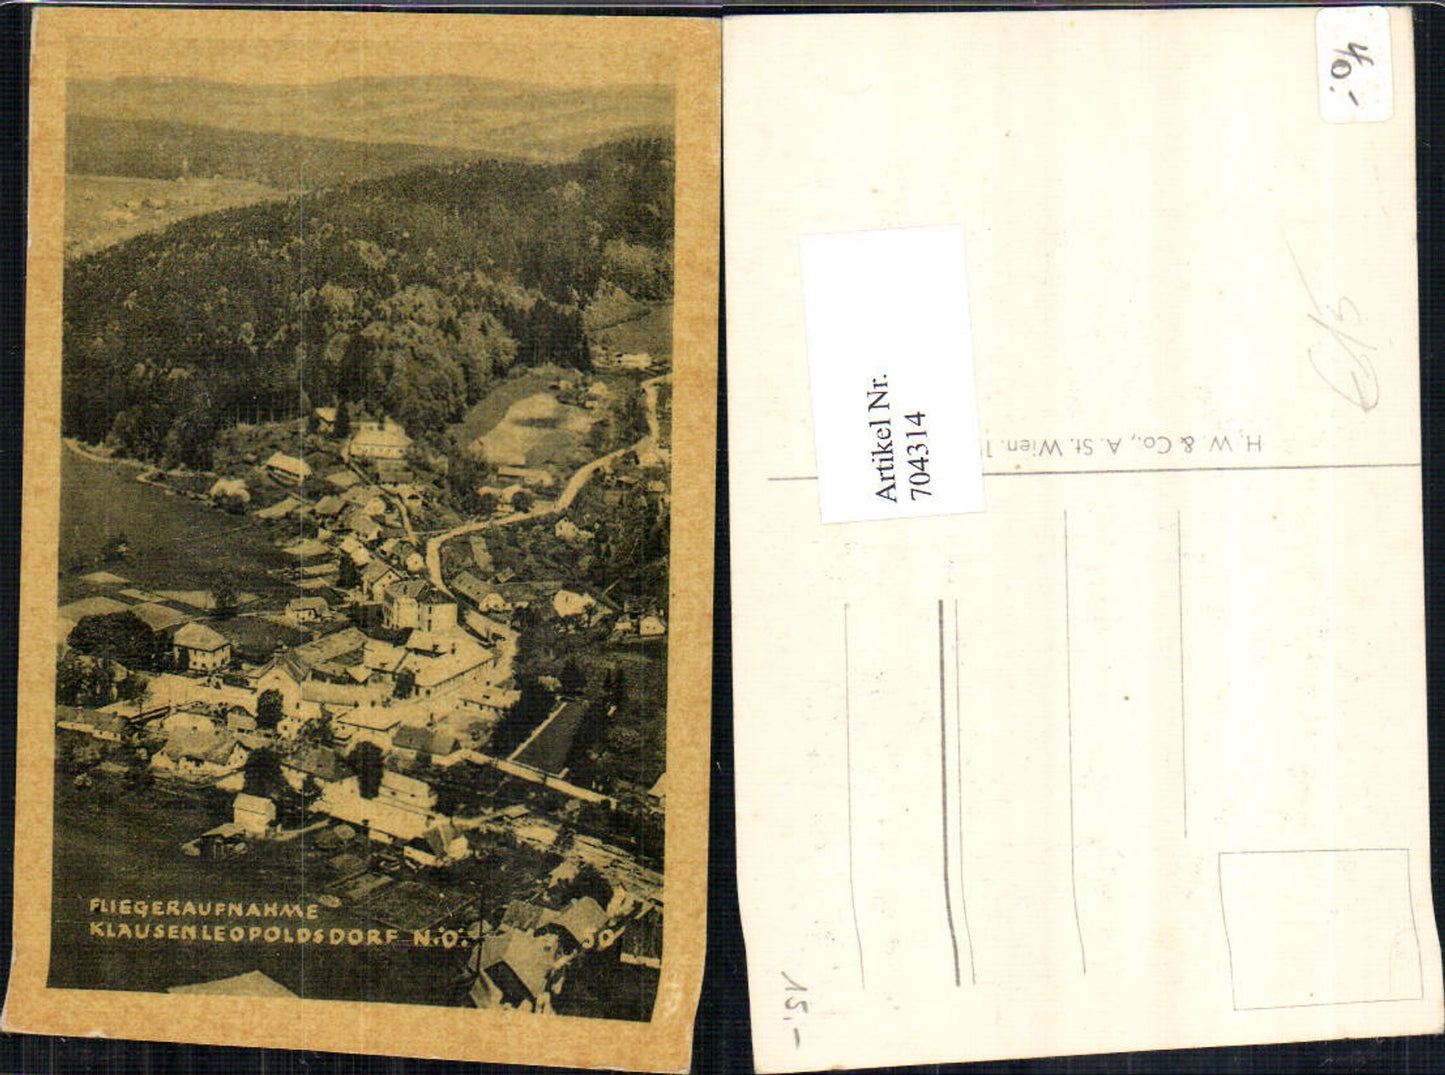 FLIEGERAUFNAHME
KLAUSENLEOPOLDSDORF N.Ö.
40.-
Artikel Nr.
704314
H. W. & Co., A. St. Wien.
15.-